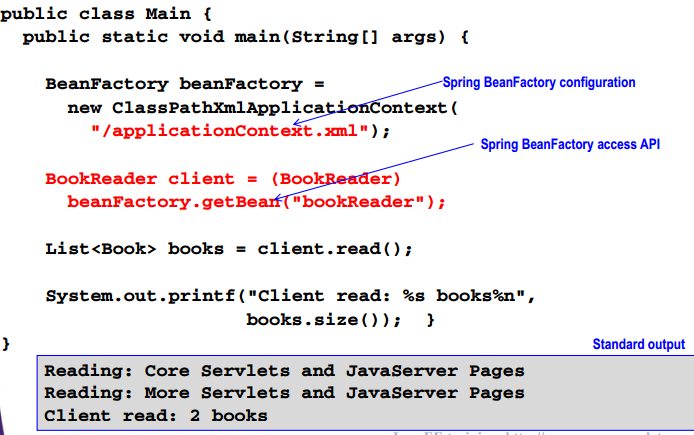 public class Main {
public static void main(String[] args) {
BeanFactory beanFactory =
Spring BeanFactory configuration
new ClassPathXmlApplicationContext(
"/applicationContext.xml");
Spring BeanFactory access API
BookReader client = (BookReader)
beanFactory.getBean("bookReader");
List<Book> books = client.read();
System.out.printf("Client read: %s books%n",
books.size()); }
}
Standard output
Reading: Core Servlets and JavaServer Pages
Reading: More Servlets and JavaServer Pages
Client read: 2 books